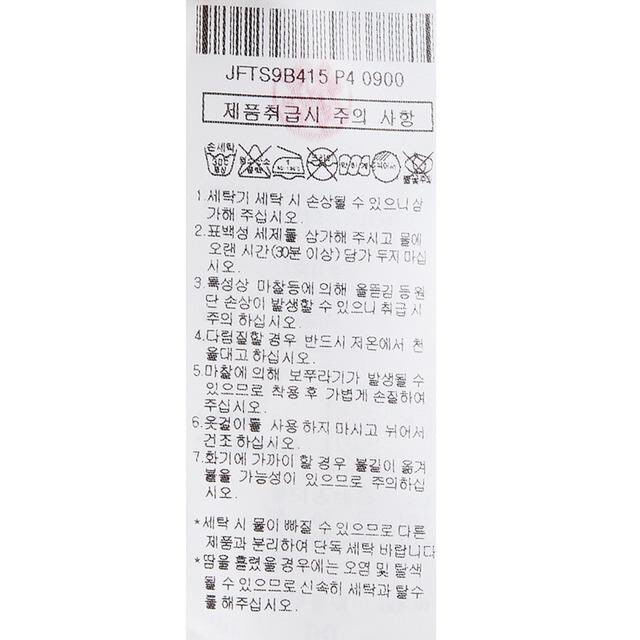 JFTS9B415 P4 0900
제품취급시 주의 사항
손세탁
1.세탁기 세탁 시 손상될 수 있으니 삼
가해 주십시오.
2.표백성 세제를 삼가해 주시고 물에
오랜 시간(30분 이상) 담가 두지 마십
시오.
3.특성상 마찰등에 의해 올뜯김 등 원
단 손상이 발생할 수 있으니 취급 시
주의 하십시오.
4.다림질할 경우 반드시 저온에서 천
을대고 하십시오.
5.마찰에 의해 보푸라기가 발생될 수
있으므로 착용 후 가볍게 손질하여
주십시오.
6.옷걸이를 사용하지 마시고 뉘어서
건조 하십시오.
7.화기에 가까이 할 경우 불길이 옮겨
붙을 가능성이 있으므로 주의하십
시오.
*세탁 시 물이 빠질 수 있으므로 다른
제품과 분리하여 단독 세탁 바랍니다
*땀을 흘렸을 경우에는 오염 및 탈색
될 수 있으므로 신속히 세탁과 탈수
를 해주십시오.